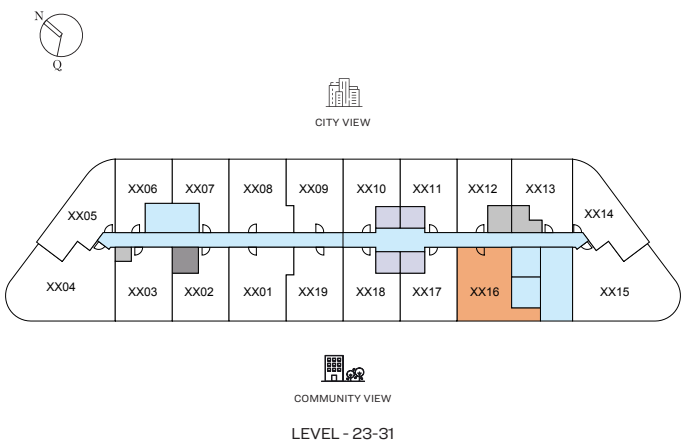 N
Q
CITY VIEW
XX06 XX07 XX08 XX09 XX10 XX11 XX12 XX13
XX05 XX14
XX04 XX03 XX02 XX01 XX19 XX18 XX17 XX16 XX15
COMMUNITY VIEW
LEVEL - 23-31